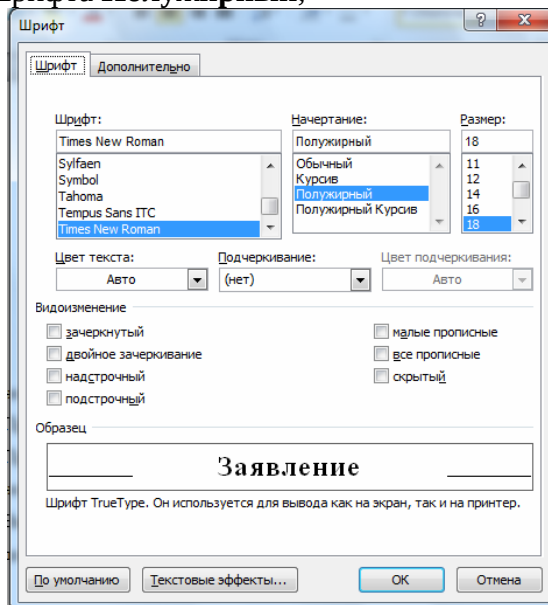 Полужирный;
Шрифт
Шрифт Дополнительно
Шрифт: Начертание: Размер:
Times New Roman Полужирный 18
Sylfaen Обычный 11
Symbol Курсив 12
Tahoma Полужирный 14
Tempus Sans ITC Полужирный Курсив 16
Times New Roman 18
Цвет текста: Подчеркивание: Цвет подчеркивания:
Авто (нет) Авто
Видоизменение
зачеркнутый малые прописные
двойное зачеркивание все прописные
надстрочный скрытый
подстрочный
Образец
Заявление
Шрифт TrueType. Он используется для вывода как на экран, так и на принтер.
По умолчанию Текстовые эффекты... ОК Отмена